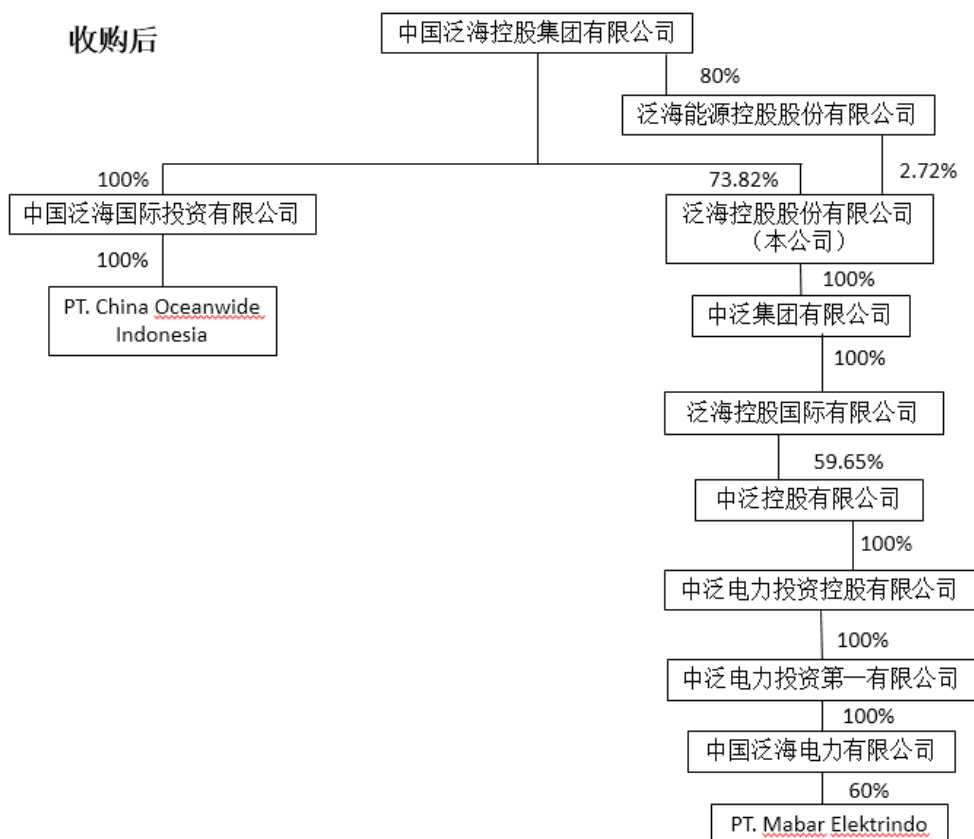 收购后
中国泛海控股集团有限公司
80%
泛海能源控股股份有限公司
100%
73.82%
2.72%
中国泛海国际投资有限公司
泛海控股股份有限公司
（本公司）
100%
100%
PT. China Oceanwide
Indonesia
中泛集团有限公司
100%
泛海控股国际有限公司
59.65%
中泛控股有限公司
100%
中泛电力投资控股有限公司
100%
中泛电力投资第一有限公司
100%
中国泛海电力有限公司
60%
PT. Mabar Elektrindo